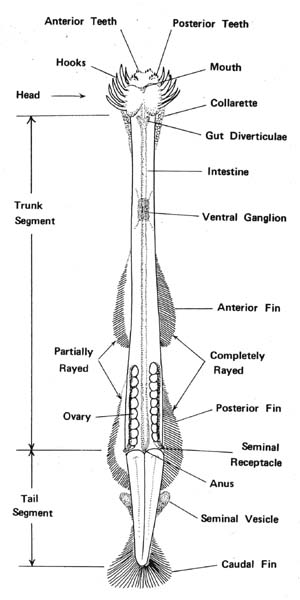 Anterior Teeth
Posterior Teeth
Hooks
Mouth
Head
Collarette
Gut Diverticulae
Intestine
Trunk
Segment
Ventral Ganglion
Anterior Fin
Partially
Rayed
Completely
Rayed
Ovary
Posterior Fin
Seminal
Receptacle
Anus
Tail
Segment
Seminal Vesicle
Caudal Fin